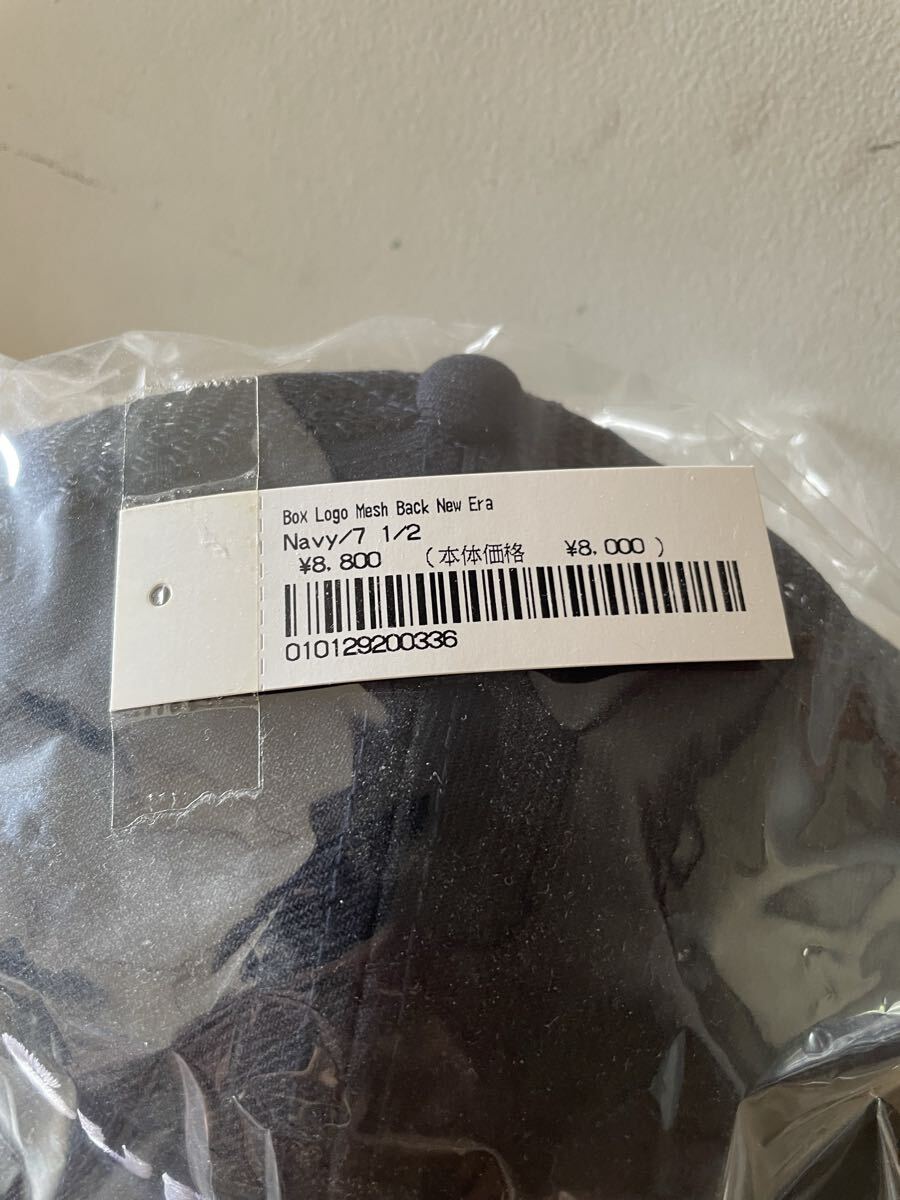 Box Logo Mesh Back New Era
Navy/7 1/2
¥8,800 (本体価格 ¥8,000 )
010129200336